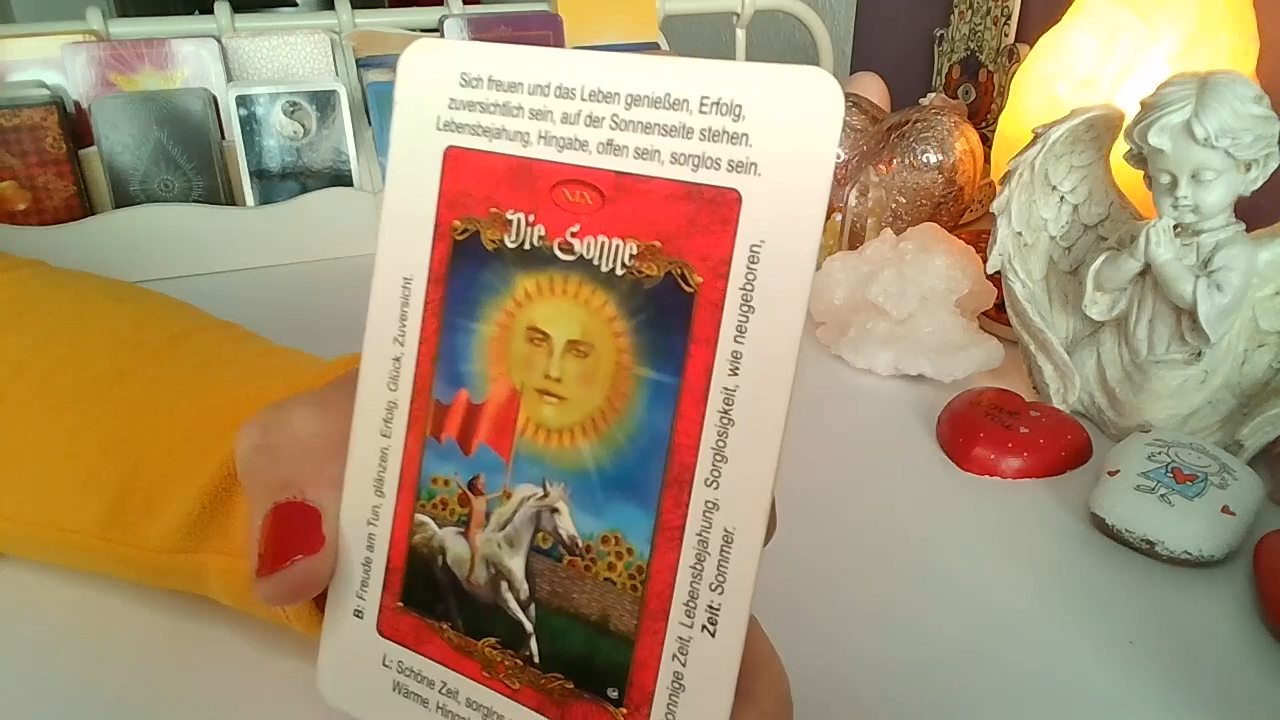 Sich freuen und das Leben genießen, Erfolg,
zuversichtlich sein, auf der Sonnenseite stehen.
Lebensbejahung, Hingabe, offen sein, sorglos sein.
XIX
Die Sonne
B: Freude am Tun, glänzen, Erfolg, Glück, Zuversicht.
onnige Zeit, Lebensbejahung, Sorglosigkeit, wie neugeboren,
Zeit: Sommer.
L: Schöne Zeit, sorglos
Wärme,